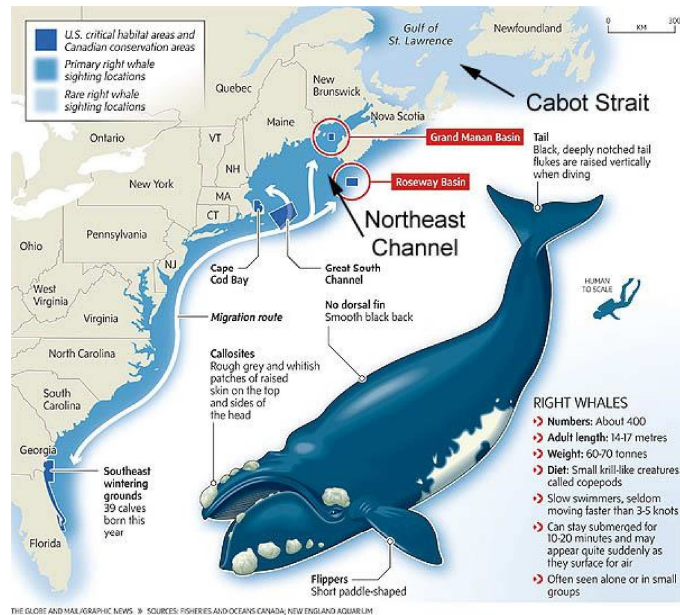 U.S. critical habitat areas and
Canadian conservation areas
Primary right whale
sighting locations
Rare right whale
sighting locations
Gulf of
St. Lawrence
Newfoundland
0
300
KM
Cabot Strait
Quebec
New
Brunswick
Nova Scotia
Maine
Ontario
VT
NH
New York
MA
CT
Grand Manan Basin
Roseway Basin
Tail
Black, deeply notched tail
flukes are raised vertically
when diving
Northeast
Channel
Ohio
Pennsylvania
NJ
West
Virginia
Virginia
Cape
Cod Bay
Great South
Channel
HUMAN
TO SCALE
Migration route
No dorsal fin
Smooth black back
North Carolina
Callosites
Rough grey and whitish
patches of raised
skin on the top
and sides of
the head
South
Carolina
Georgia
Southeast
wintering
grounds
39 calves
born this
year
Florida
Flippers
Short paddle-shaped
RIGHT WHALES
Numbers: About 400
Adult length: 14-17 metres
Weight: 60-70 tonnes
Diet: Small krill-like creatures
called copepods
Slow swimmers, seldom
moving faster than 3-5 knots
Can stay submerged for
10-20 minutes and may
appear quite suddenly as
they surface for air
Often seen alone or in small
groups
THE GLOBE AND MAIL/GRAPHIC NEWS » SOURCES: FISHERIES AND OCEANS CANADA; NEW ENGLAND AQUARIUM